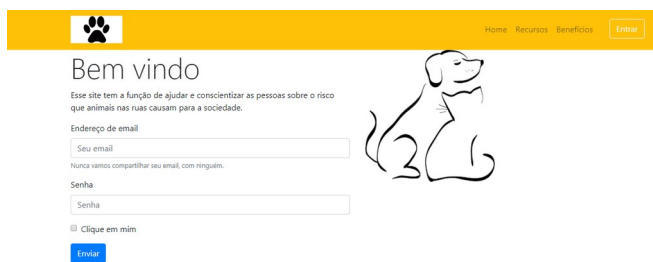 Home Recursos Benefícios Entrar
Bem vindo
Esse site tem a função de ajudar e conscientizar as pessoas sobre o risco
que animais nas ruas causam para a sociedade.
Endereço de email
Seu email
Nunca vamos compartilhar seu email, com ninguém.
Senha
Senha
Clique em mim
Enviar